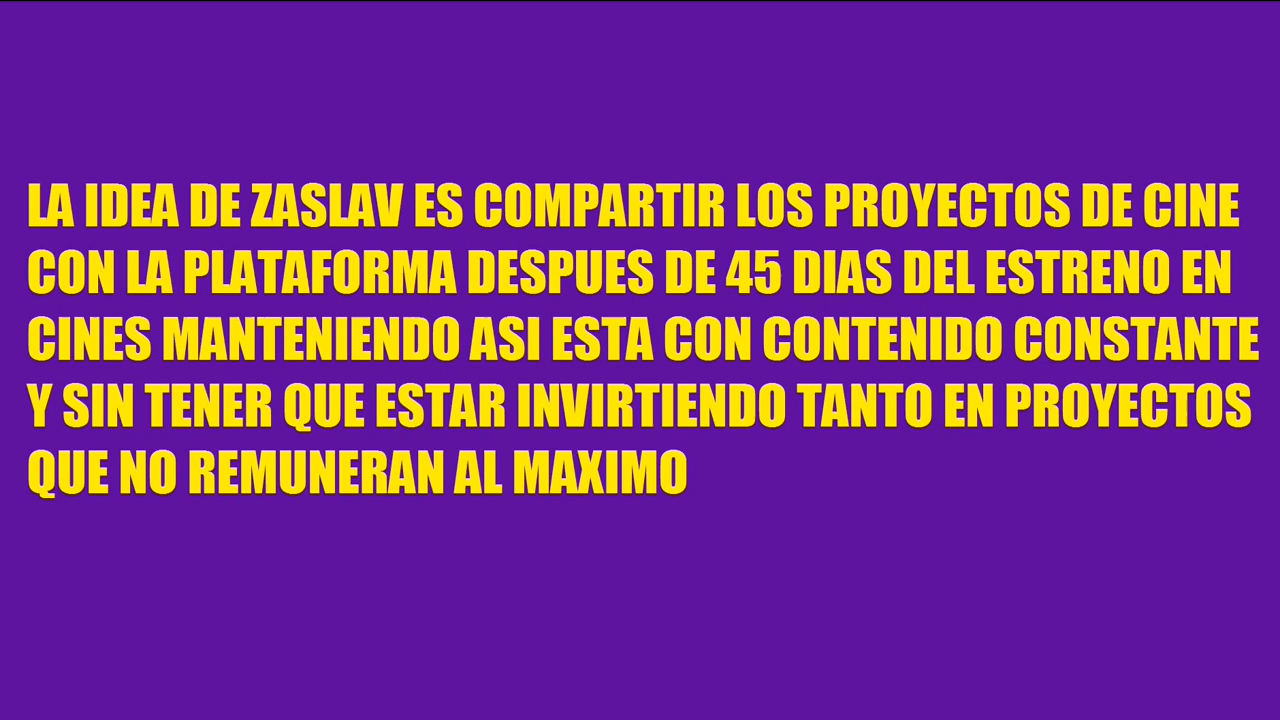 LA IDEA DE ZASLAV ES COMPARTIR LOS PROYECTOS DE CINE
CON LA PLATAFORMA DESPUES DE 45 DIAS DEL ESTRENO EN
CINES MANTENIENDO ASI ESTA CON CONTENIDO CONSTANTE
Y SIN TENER QUE ESTAR INVIRTIENDO TANTO EN PROYECTOS
QUE NO REMUNERAN AL MAXIMO